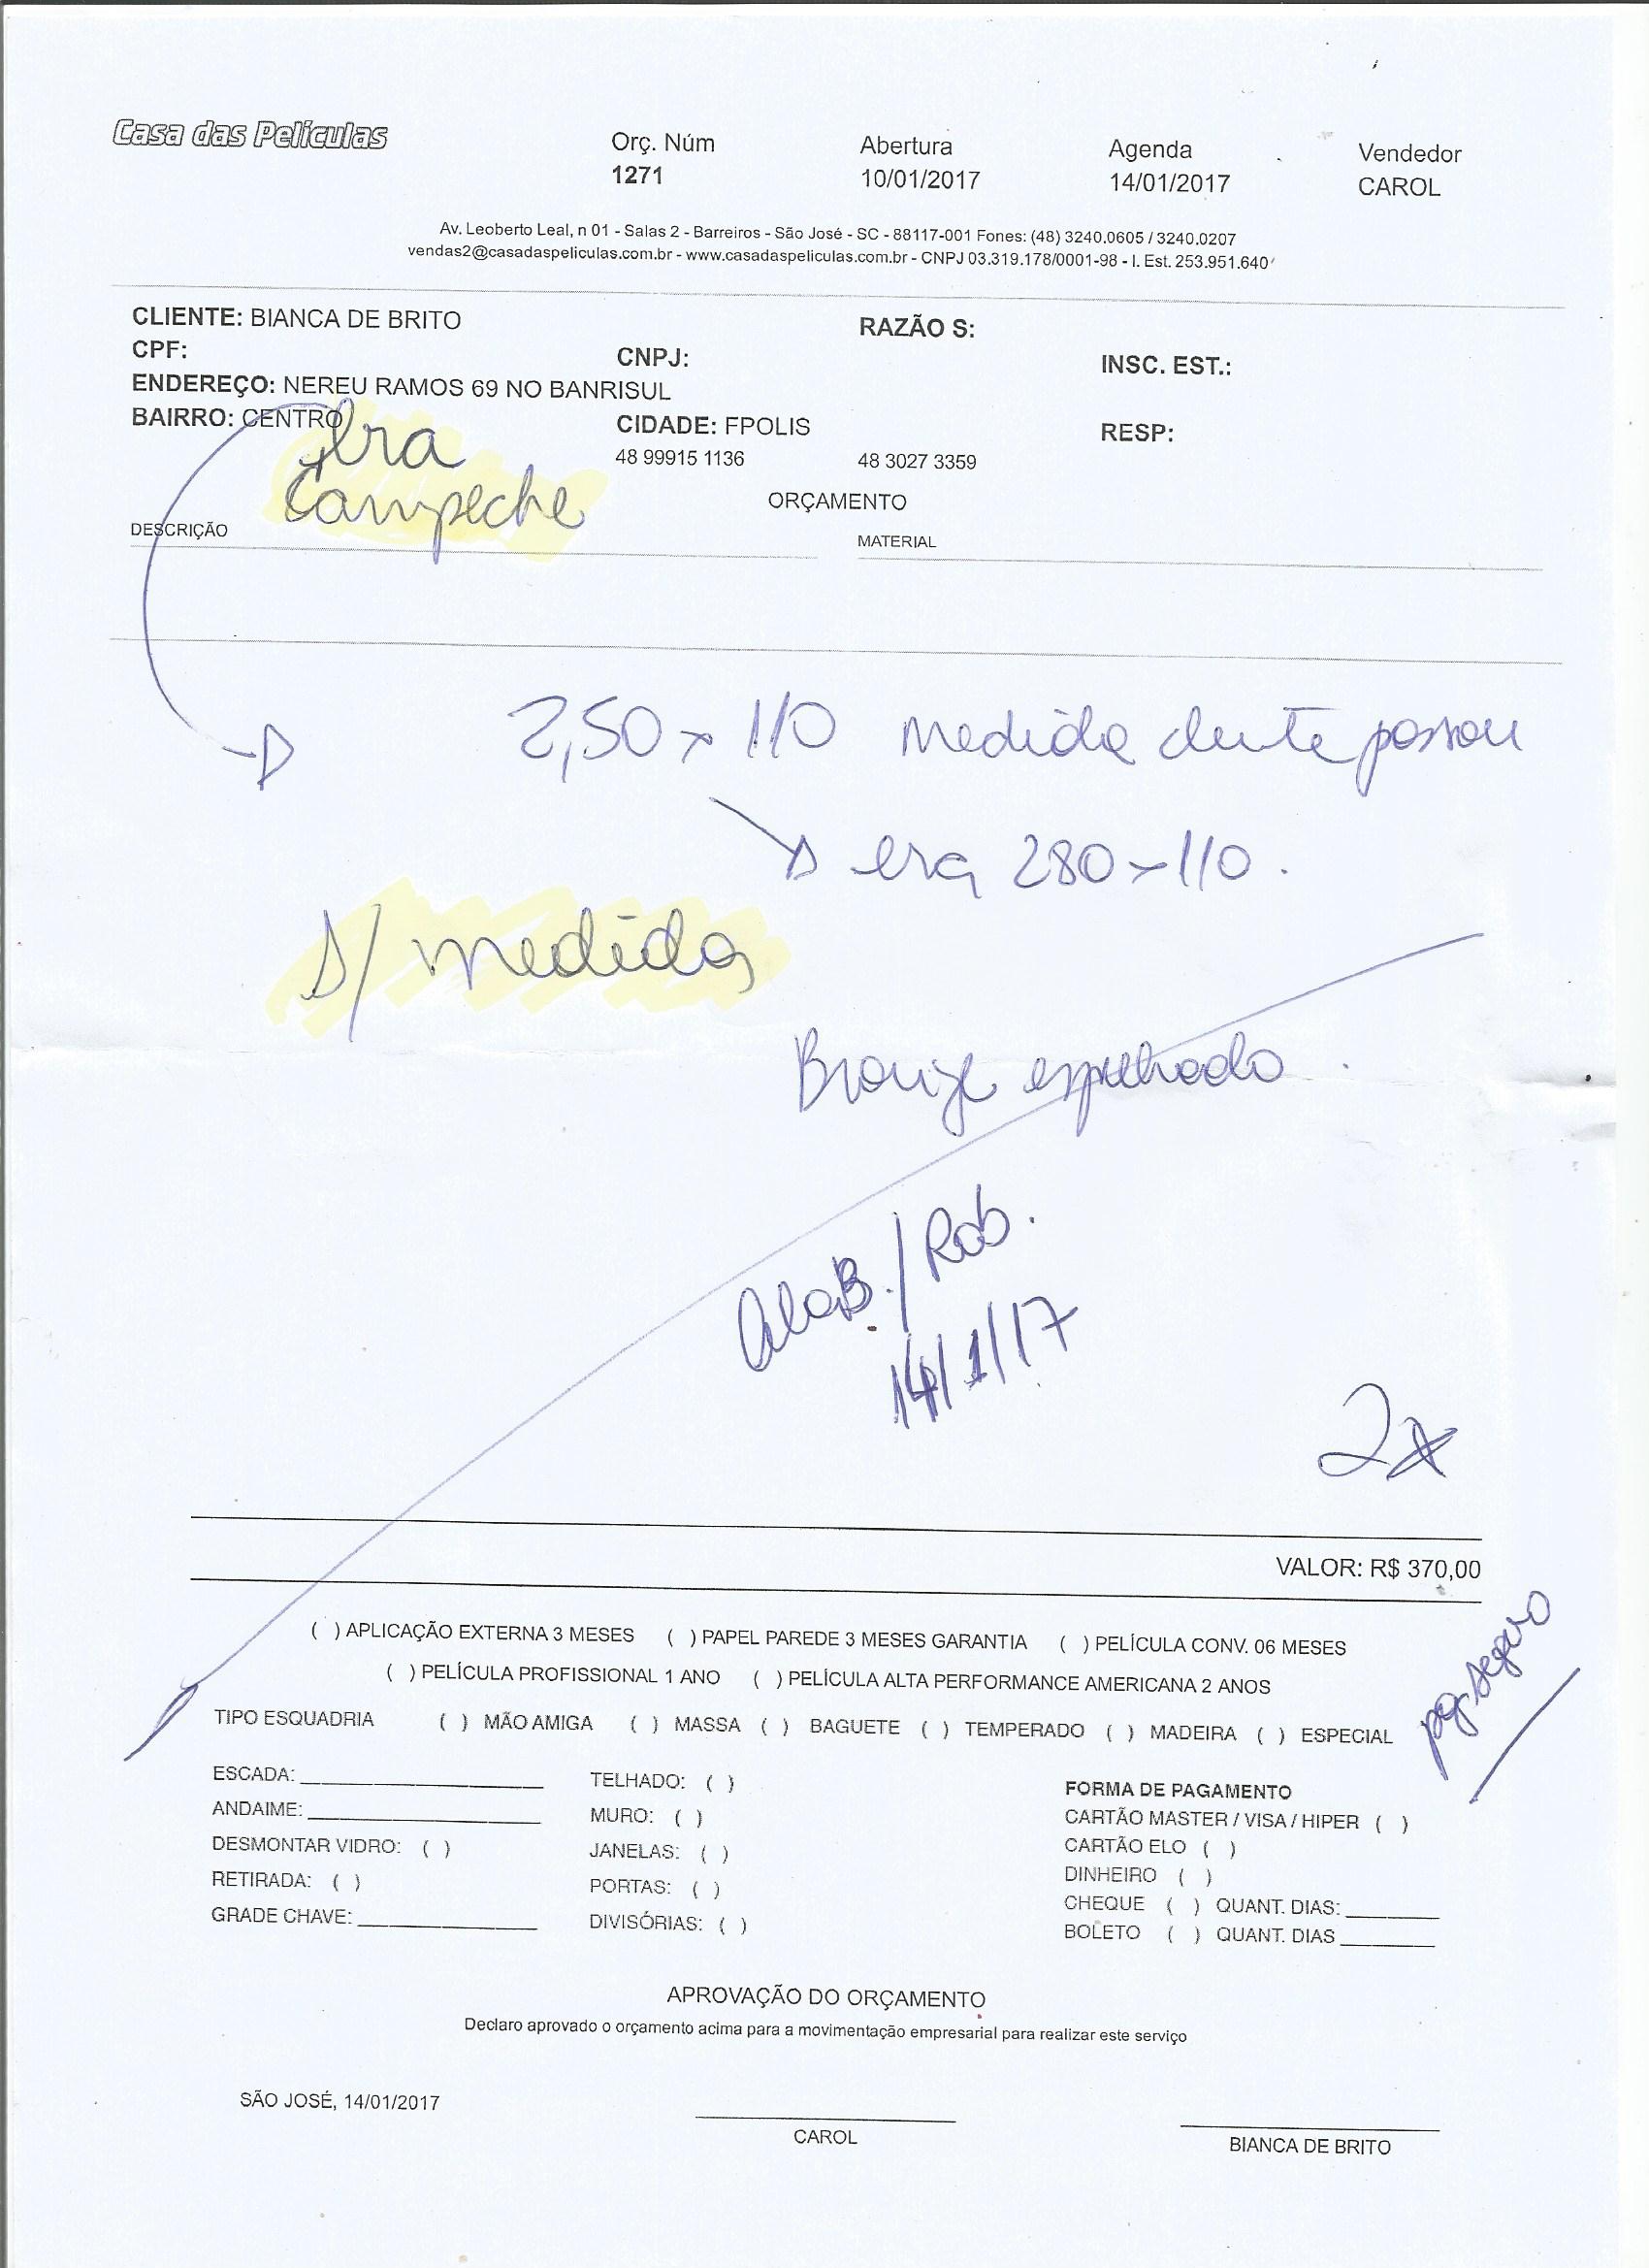 Casa das Películas
Orç. Núm Abertura Agenda Vendedor
1271 10/01/2017 14/01/2017 CAROL
Av. Leoberto Leal, n 01 - Salas 2 - Barreiros - São José - SC - 88117-001 Fones: (48) 3240.0605 / 3240.0207
vendas2@casadaspeliculas.com.br - www.casadaspeliculas.com.br - CNPJ 03.319.178/0001-98 - I. Est. 253.951.640
CLIENTE: BIANCA DE BRITO RAZÃO S:
CPF: CNPJ: INSC. EST.:
ENDEREÇO: NEREU RAMOS 69 NO BANRISUL
BAIRRO: CENTRO CIDADE: FPOLIS RESP:
48 99915 1136 48 3027 3359
Campeche
ORÇAMENTO
DESCRIÇÃO MATERIAL
2,50 x 110 medida cliente passou
era 280 x 110.
S/ medida
Bronze espelhado
/ Rob.
14/1/17
2x
VALOR: R$ 370,00
( ) APLICAÇÃO EXTERNA 3 MESES ( ) PAPEL PAREDE 3 MESES GARANTIA ( ) PELÍCULA CONV. 06 MESES
( ) PELÍCULA PROFISSIONAL 1 ANO ( ) PELÍCULA ALTA PERFORMANCE AMERICANA 2 ANOS
pagseguro
TIPO ESQUADRIA ( ) MÃO AMIGA ( ) MASSA ( ) BAGUETE ( ) TEMPERADO ( ) MADEIRA ( ) ESPECIAL
ESCADA: TELHADO: ( ) FORMA DE PAGAMENTO
ANDAIME: MURO: ( ) CARTÃO MASTER / VISA / HIPER ( )
DESMONTAR VIDRO: ( ) JANELAS: ( ) CARTÃO ELO ( )
RETIRADA: ( ) PORTAS: ( ) DINHEIRO ( )
GRADE CHAVE: DIVISÓRIAS: ( ) CHEQUE ( ) QUANT. DIAS:
BOLETO ( ) QUANT. DIAS
APROVAÇÃO DO ORÇAMENTO
Declaro aprovado o orçamento acima para a movimentação empresarial para realizar este serviço
SÃO JOSÉ, 14/01/2017
CAROL BIANCA DE BRITO